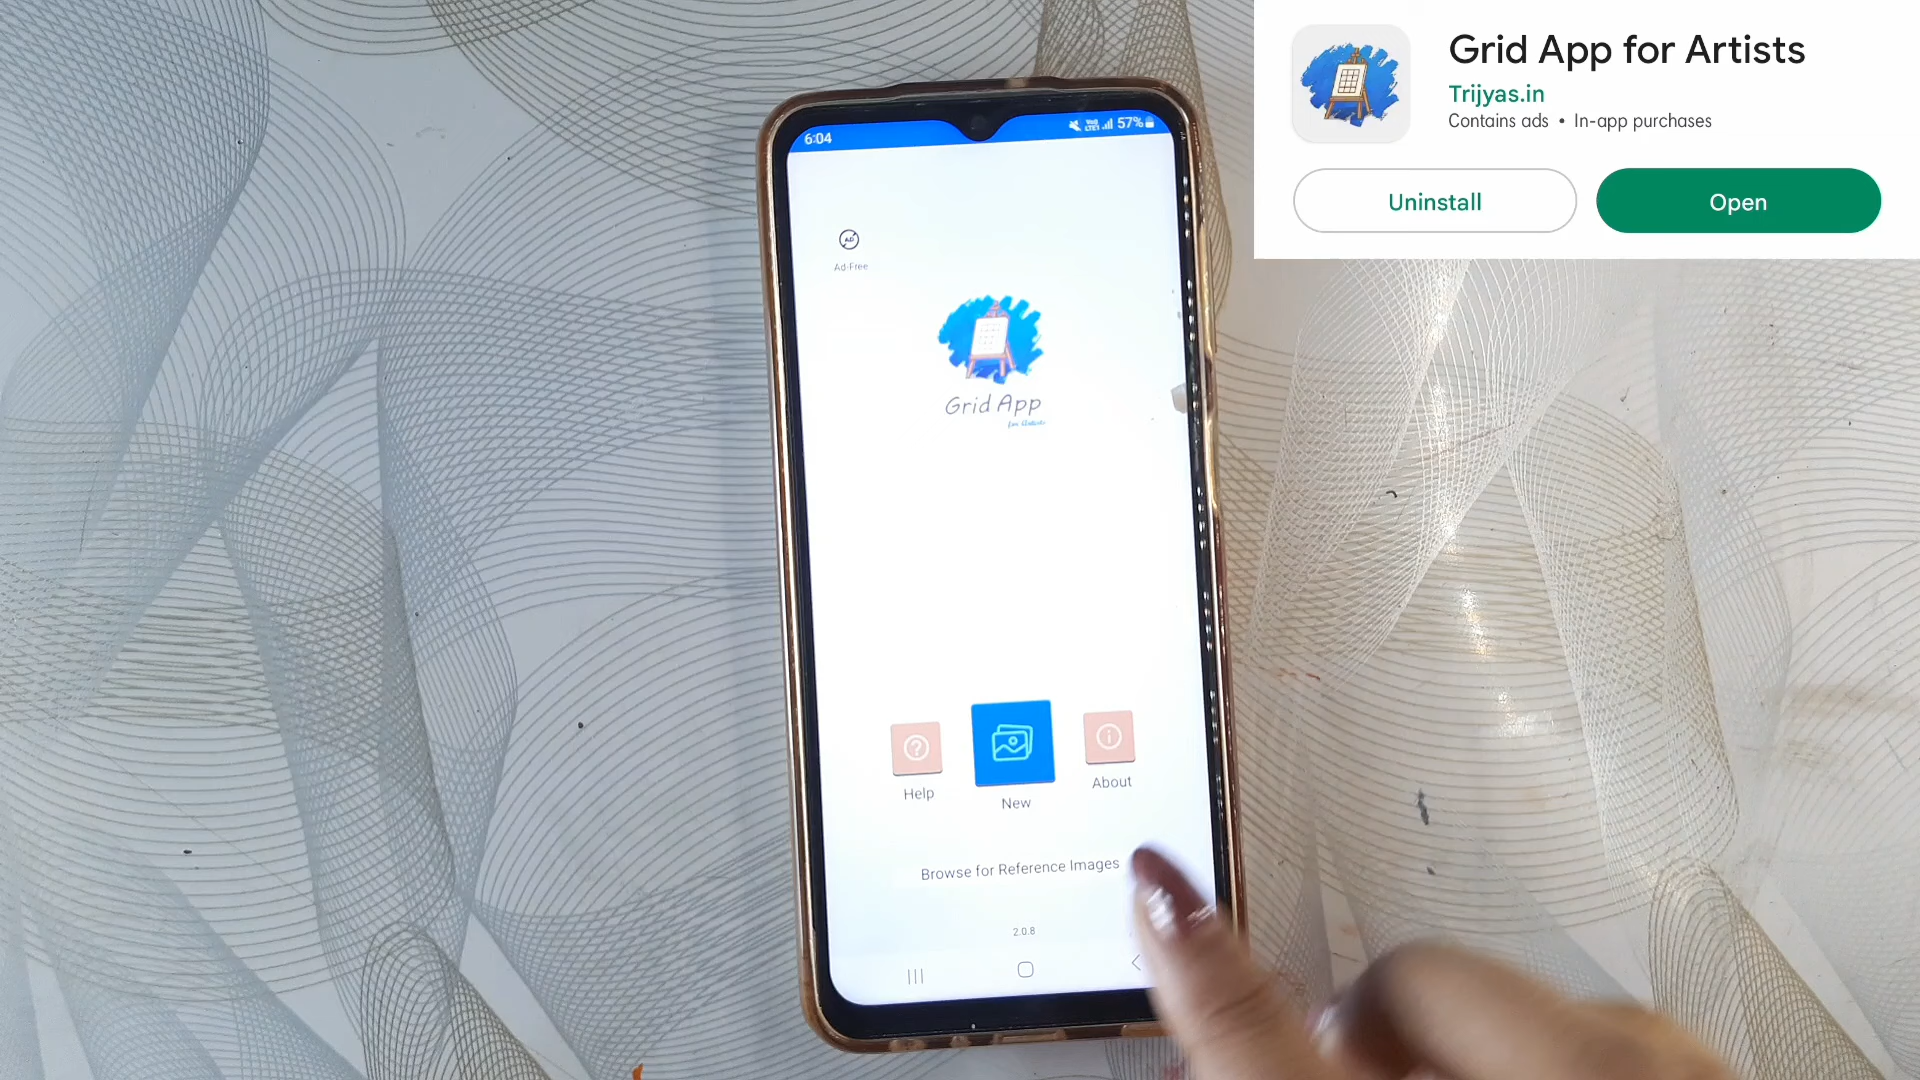 Grid App for Artists
Trijyas.in
Contains ads • In-app purchases
Uninstall
Open
6:04
57%
AD
Ad-Free
Grid App
for Artists
Help
New
About
Browse for Reference Images
2.0.8